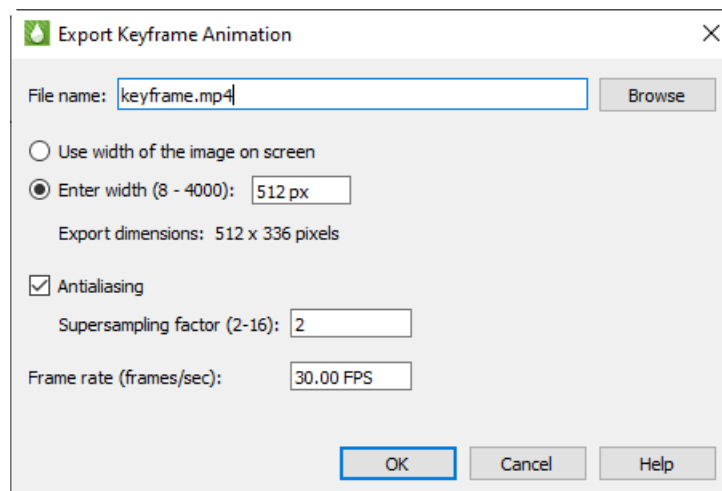 Export Keyframe Animation
File name: keyframe.mp4 Browse
Use width of the image on screen
Enter width (8 - 4000): 512 px
Export dimensions: 512 x 336 pixels
Antialiasing
Supersampling factor (2-16): 2
Frame rate (frames/sec): 30.00 FPS
OK Cancel Help